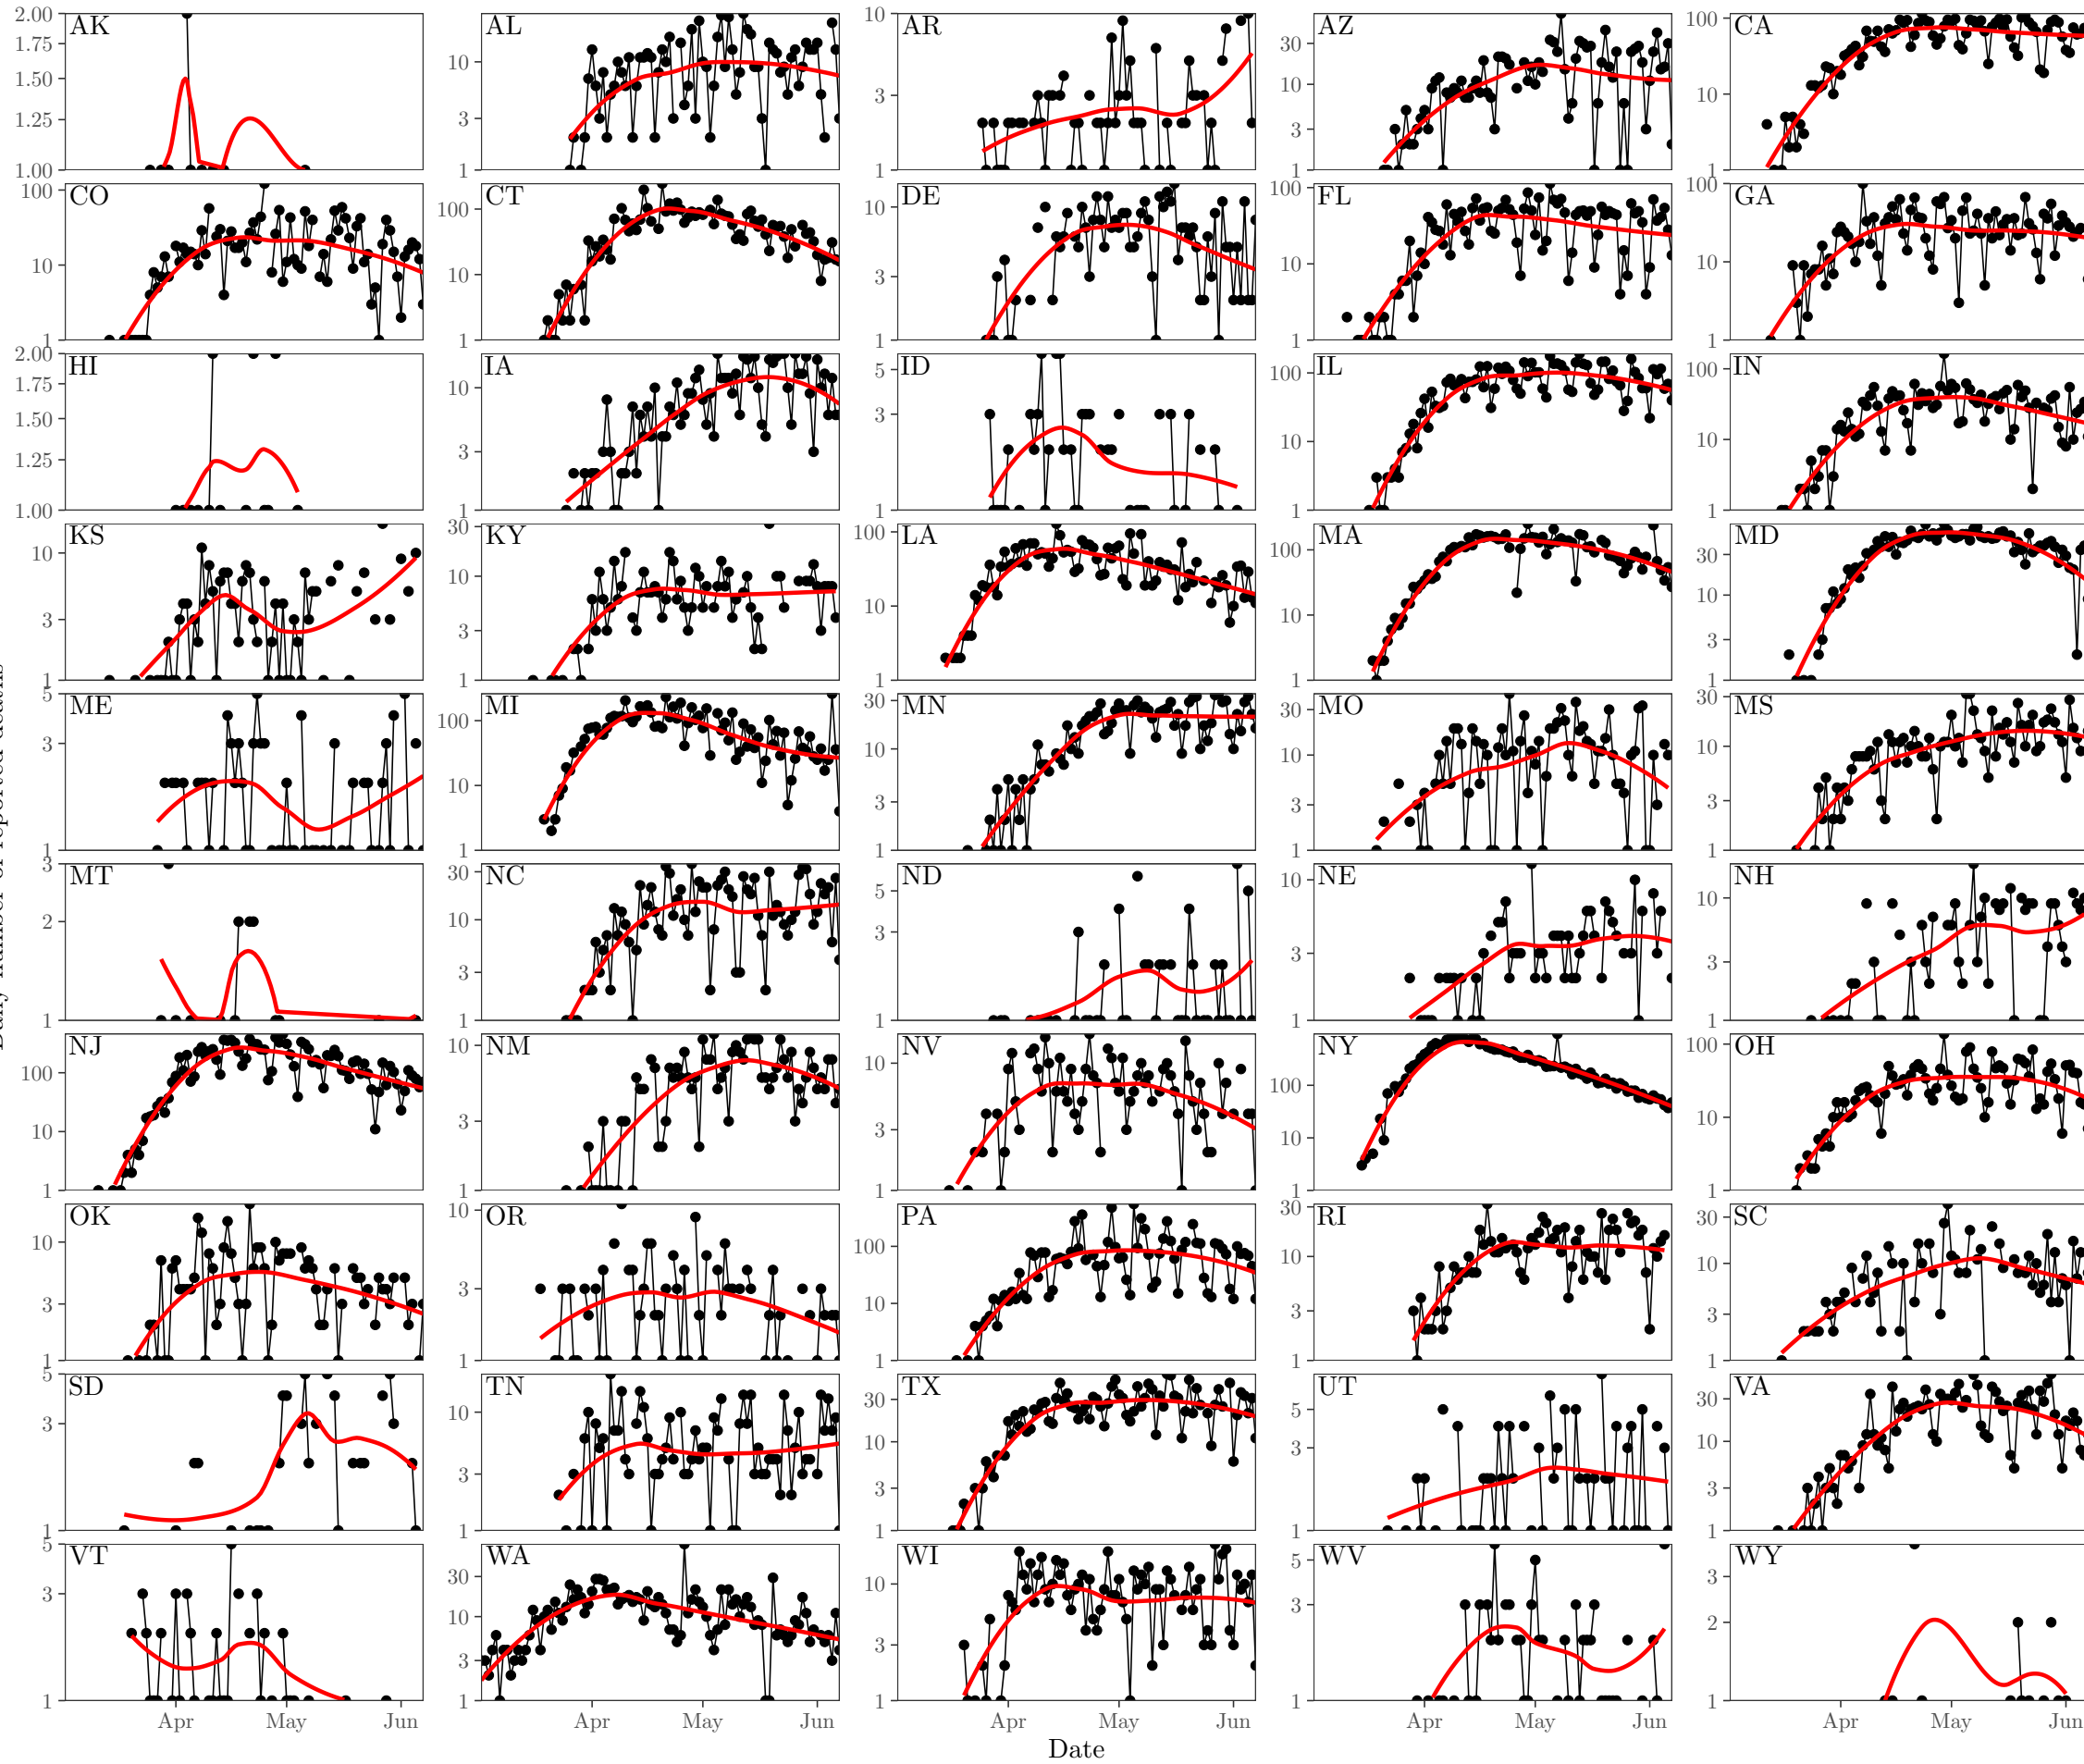 AK
2.00
1.75
1.50
1.25
1.00
AL
10
3
1
AR
10
3
1
AZ
30
10
3
1
CA
100
10
1
CO
100
10
1
CT
100
10
1
DE
10
3
1
FL
100
10
1
GA
100
10
1
HI
2.00
1.75
1.50
1.25
1.00
IA
10
3
1
ID
5
3
1
IL
100
10
1
IN
100
10
1
KS
10
3
1
KY
30
10
3
1
LA
100
10
1
MA
100
10
1
MD
30
10
3
1
ME
5
3
1
MI
100
10
1
MN
30
10
3
1
MO
30
10
3
1
MS
30
10
3
1
MT
3
2
1
NC
30
10
3
1
ND
5
3
1
NE
10
3
1
NH
10
3
1
NJ
100
10
1
NM
10
3
1
NV
10
3
1
NY
100
10
1
OH
100
10
1
OK
10
3
1
OR
10
3
1
PA
100
10
1
RI
30
10
3
1
SC
30
10
3
1
SD
5
3
1
TN
10
3
1
TX
30
10
3
1
UT
5
3
1
VA
30
10
3
1
VT
5
3
1
WA
30
10
3
1
WI
10
3
1
WV
5
3
1
WY
3
2
1
Apr May Jun
Apr May Jun
Apr May Jun
Apr May Jun
Apr May Jun
Date